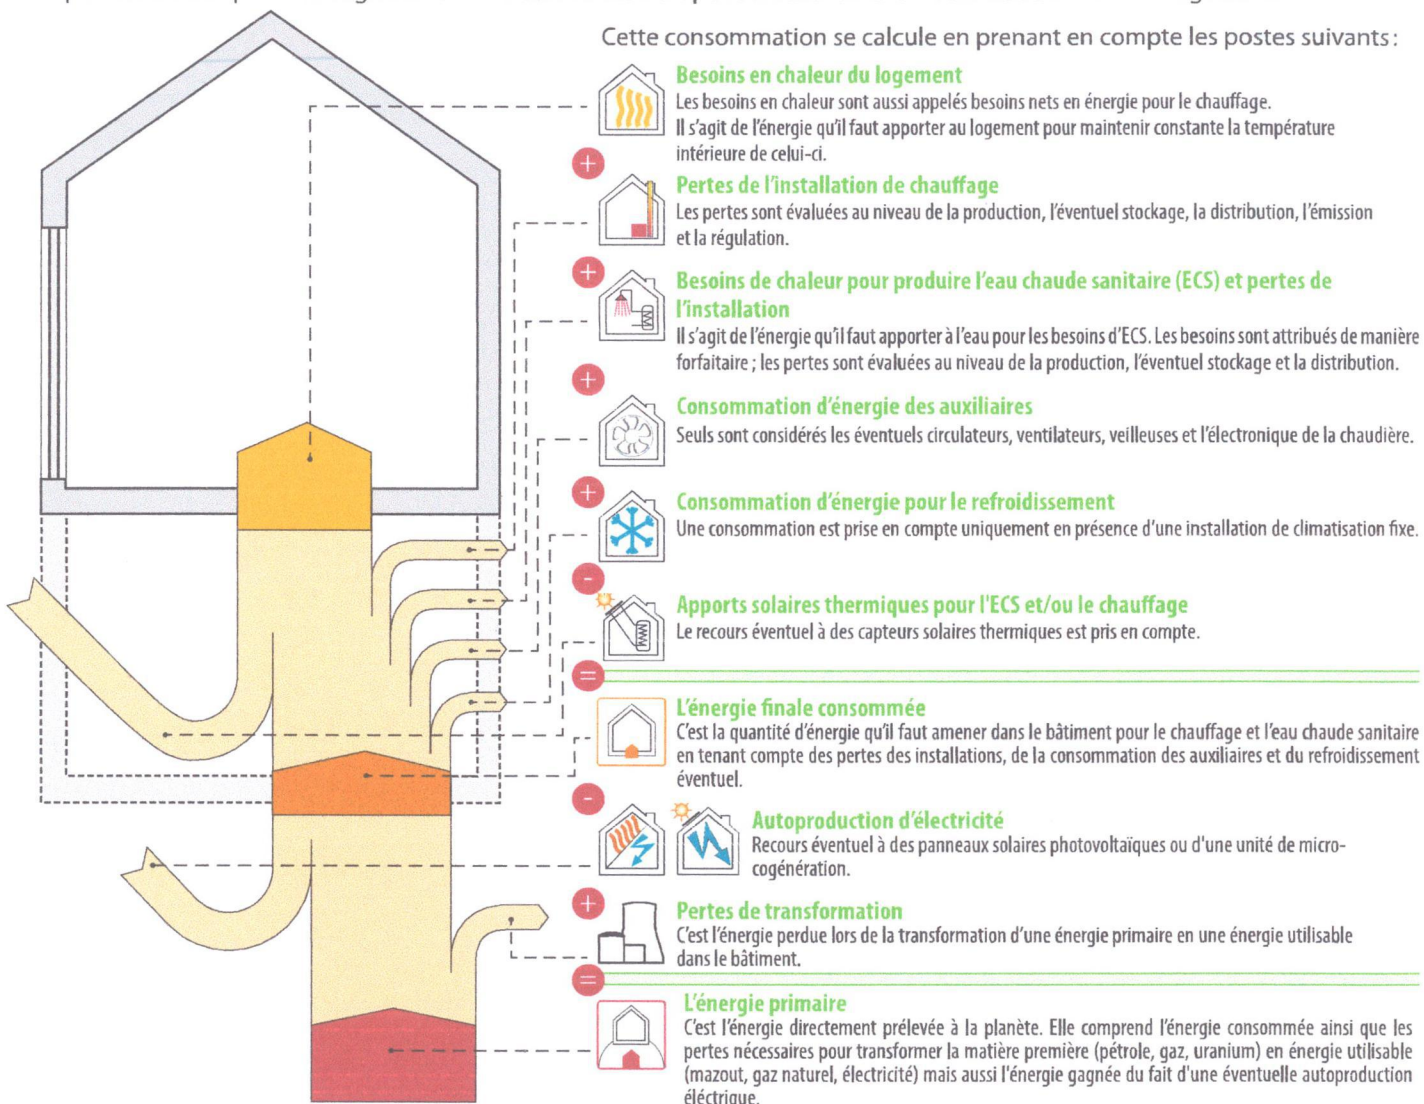 Cette consommation se calcule en prenant en compte les postes suivants :
Besoins en chaleur du logement
Les besoins en chaleur sont aussi appelés besoins nets en énergie pour le chauffage.
Il s'agit de l'énergie qu'il faut apporter au logement pour maintenir constante la température
intérieure de celui-ci.
+
Pertes de l'installation de chauffage
Les pertes sont évaluées au niveau de la production, l'éventuel stockage, la distribution, l'émission
et la régulation.
+
Besoins de chaleur pour produire l'eau chaude sanitaire (ECS) et pertes de
l'installation
Il s'agit de l'énergie qu'il faut apporter à l'eau pour les besoins d'ECS. Les besoins sont attribués de manière
forfaitaire ; les pertes sont évaluées au niveau de la production, l'éventuel stockage et la distribution.
+
Consommation d'énergie des auxiliaires
Seuls sont considérés les éventuels circulateurs, ventilateurs, veilleuses et l'électronique de la chaudière.
+
Consommation d'énergie pour le refroidissement
Une consommation est prise en compte uniquement en présence d'une installation de climatisation fixe.
-
Apports solaires thermiques pour l'ECS et/ou le chauffage
Le recours éventuel à des capteurs solaires thermiques est pris en compte.
=
L'énergie finale consommée
C'est la quantité d'énergie qu'il faut amener dans le bâtiment pour le chauffage et l'eau chaude sanitaire
en tenant compte des pertes des installations, de la consommation des auxiliaires et du refroidissement
éventuel.
-
Autoproduction d'électricité
Recours éventuel à des panneaux solaires photovoltaïques ou d'une unité de micro-
cogénération.
+
Pertes de transformation
C'est l'énergie perdue lors de la transformation d'une énergie primaire en une énergie utilisable
dans le bâtiment.
=
L'énergie primaire
C'est l'énergie directement prélevée à la planète. Elle comprend l'énergie consommée ainsi que les
pertes nécessaires pour transformer la matière première (pétrole, gaz, uranium) en énergie utilisable
(mazout, gaz naturel, électricité) mais aussi l'énergie gagnée du fait d'une éventuelle autoproduction
éléctrique.